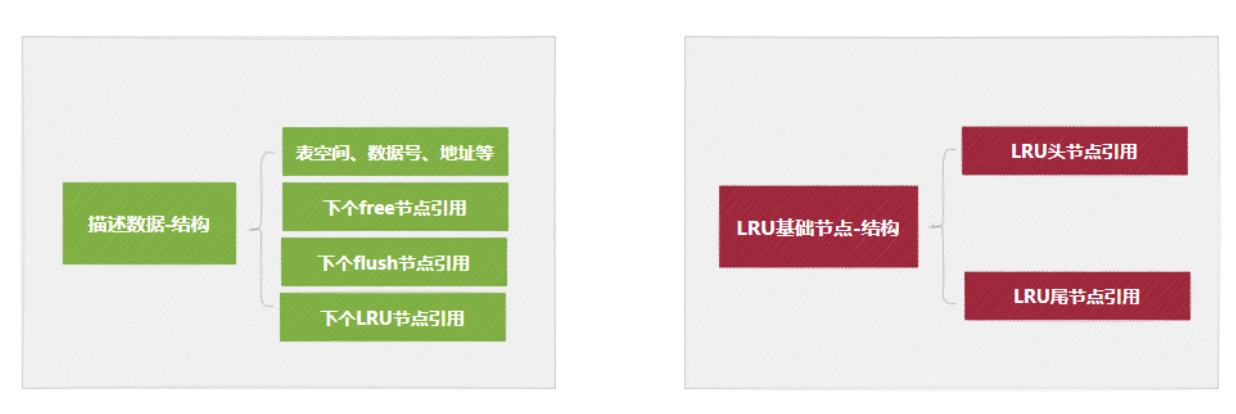 描述数据-结构
表空间、数据号、地址等
下个free节点引用
下个flush节点引用
下个LRU节点引用
LRU基础节点-结构
LRU头节点引用
LRU尾节点引用